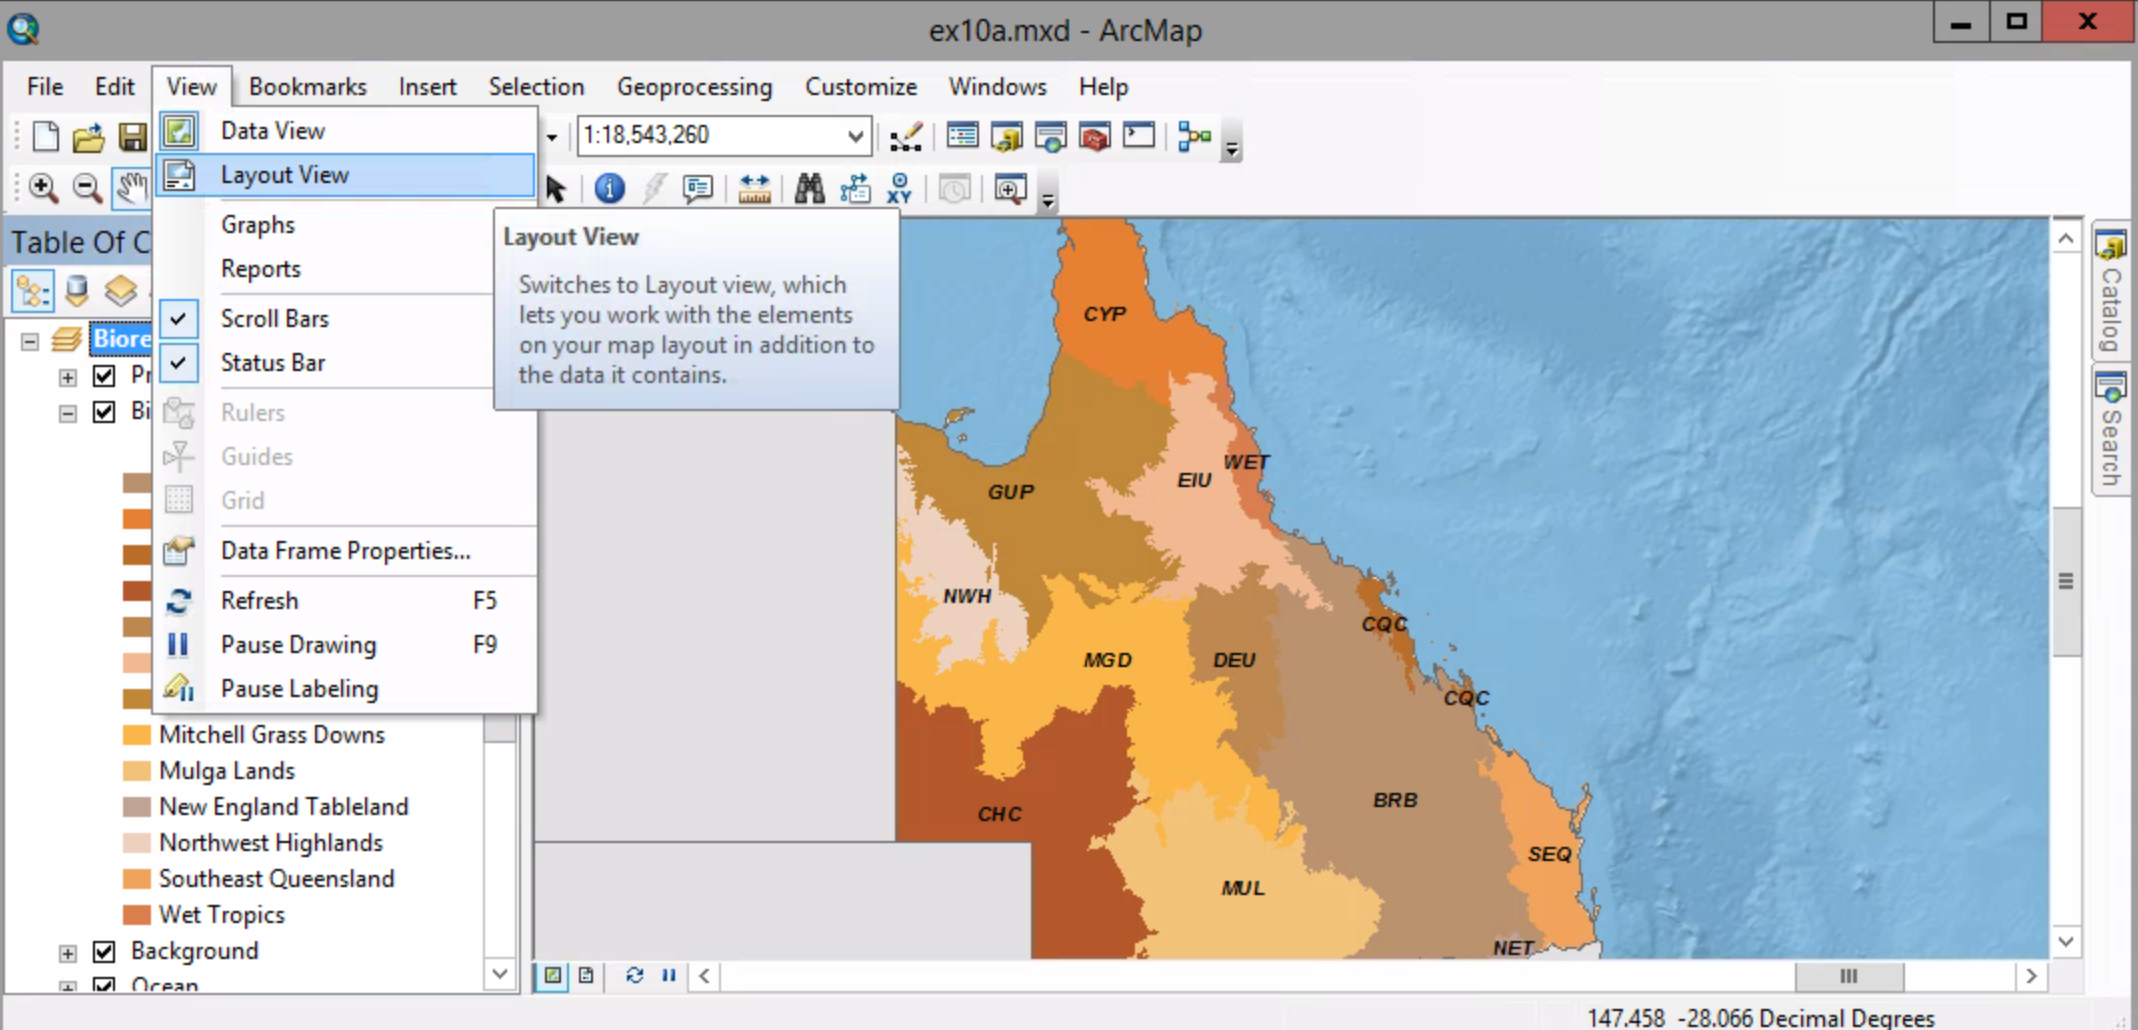 ex10a.mxd - ArcMap
File Edit View Bookmarks Insert Selection Geoprocessing Customize Windows Help
1:18,543,260
Data View
Layout View
Graphs
Reports
Scroll Bars
Status Bar
Rulers
Guides
Grid
Data Frame Properties...
Refresh F5
Pause Drawing F9
Pause Labeling
Layout View
Switches to Layout view, which
lets you work with the elements
on your map layout in addition to
the data it contains.
Table Of C
Biore
Pr
Bi
Mitchell Grass Downs
Mulga Lands
New England Tableland
Northwest Highlands
Southeast Queensland
Wet Tropics
Background
Ocean
CYP
WET
EIU
GUP
NWH
CQC
MGD
DEU
CQC
BRB
CHC
SEQ
MUL
NET
Catalog
Search
XY
147.458 -28.066 Decimal Degrees